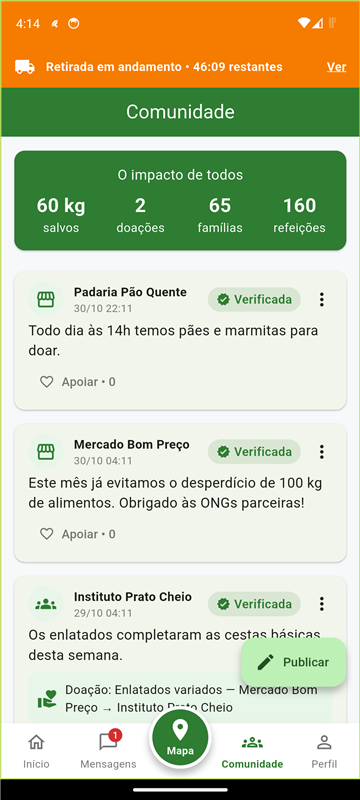 4:14
Retirada em andamento • 46:09 restantes
Ver
Comunidade
O impacto de todos
60 kg
salvos
2
doações
65
famílias
160
refeições
Padaria Pão Quente
30/10 22:11
Verificada
Todo dia às 14h temos pães e marmitas para
doar.
Apoiar • 0
Mercado Bom Preço
30/10 04:11
Verificada
Este mês já evitamos o desperdício de 100 kg
de alimentos. Obrigado às ONGs parceiras!
Apoiar • 0
Instituto Prato Cheio
29/10 04:11
Verificada
Os enlatados completaram as cestas básicas
desta semana.
Publicar
Doação: Enlatados variados — Mercado Bom
Preço → Instituto Prato Cheio
Início
1
Mensagens
Mapa
Comunidade
Perfil